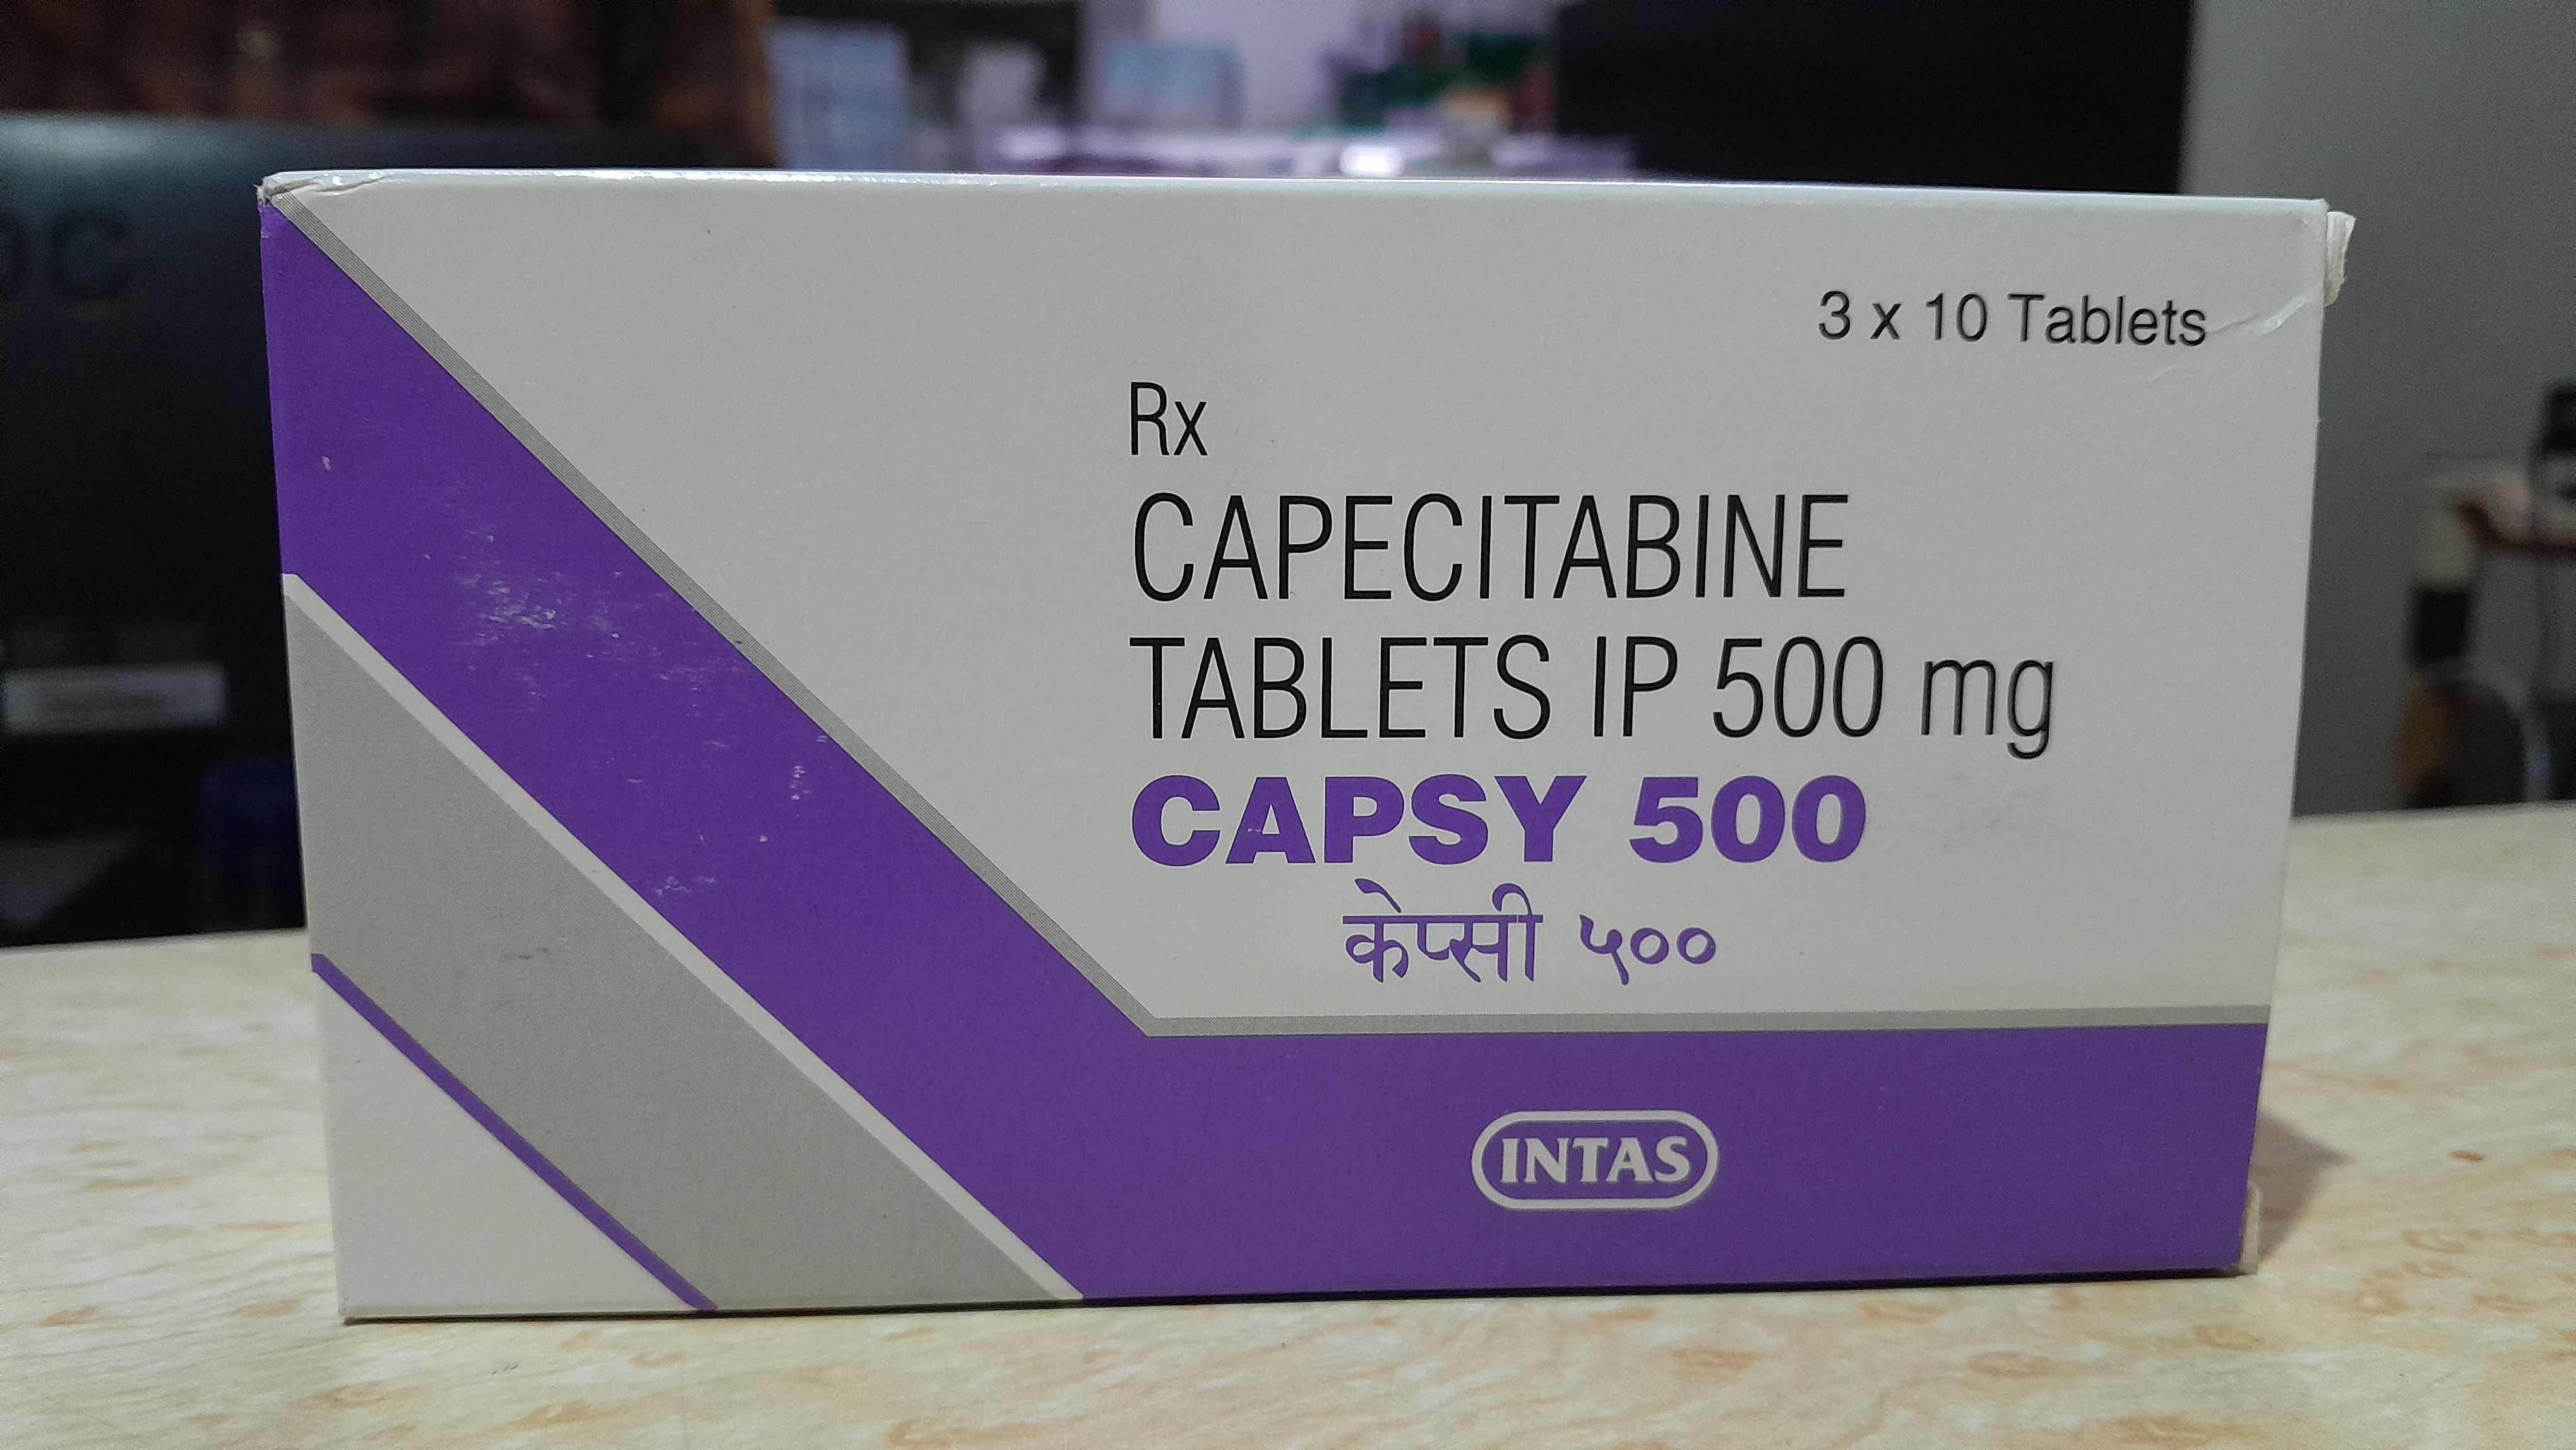 3 x 10 Tablets
Rx
CAPECITABINE
TABLETS IP 500 mg
CAPSY 500
केप्सी ५००
INTAS